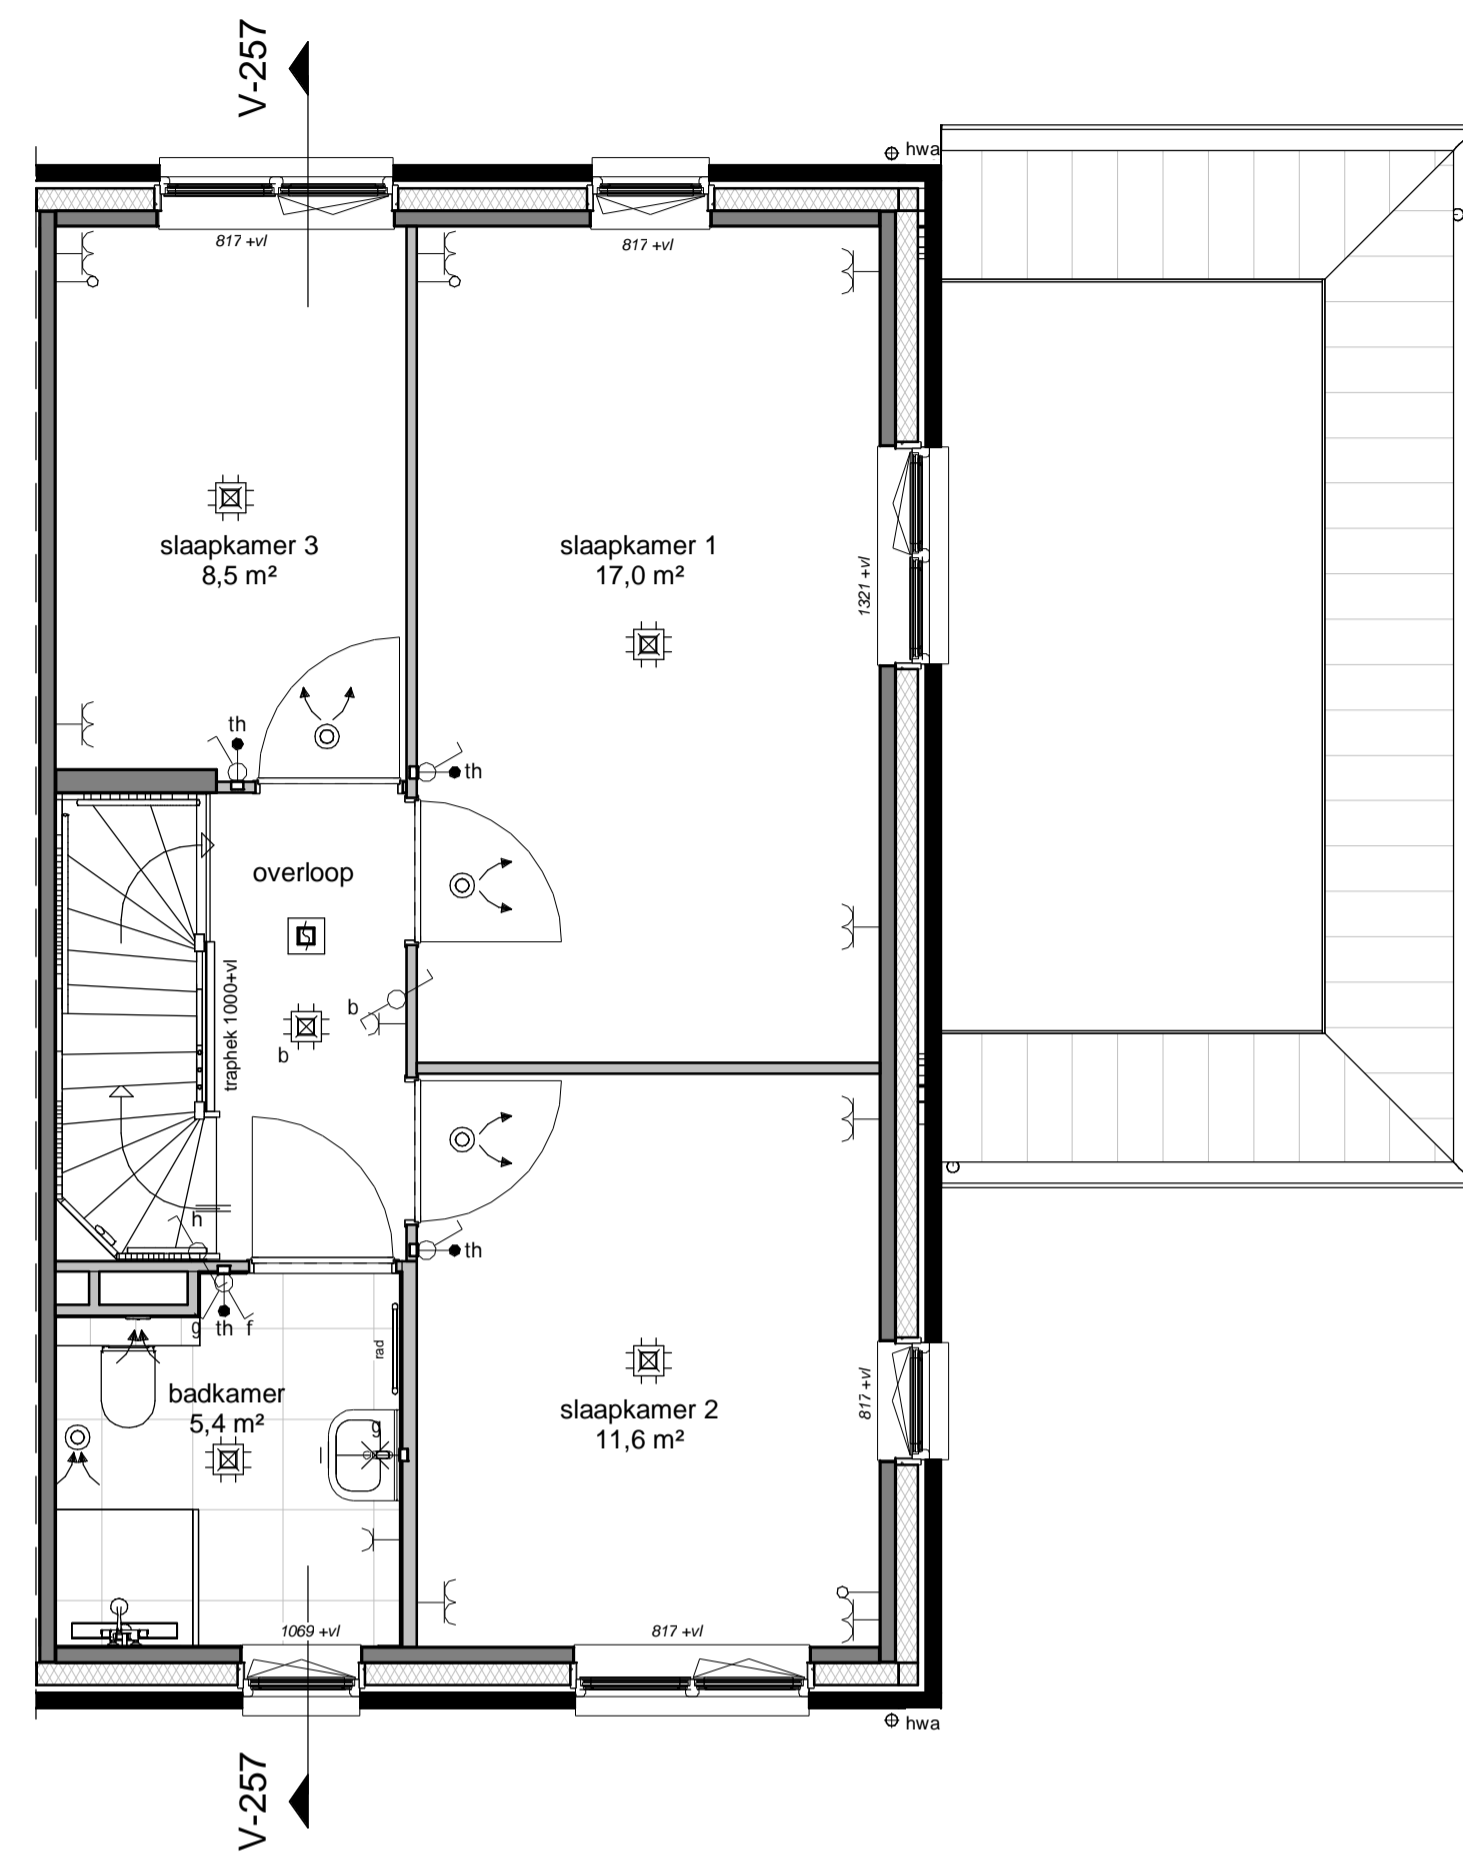 V-257
hwa
817 +vl
817 +vl
slaapkamer 3
8,5 m²
slaapkamer 1
17,0 m²
1321 +vl
th
th
overloop
traphek 1000+vl
b
b
h
th
g th f
rad
badkamer
5,4 m²
g
slaapkamer 2
11,6 m²
817 +vl
1069 +vl
817 +vl
hwa
V-257